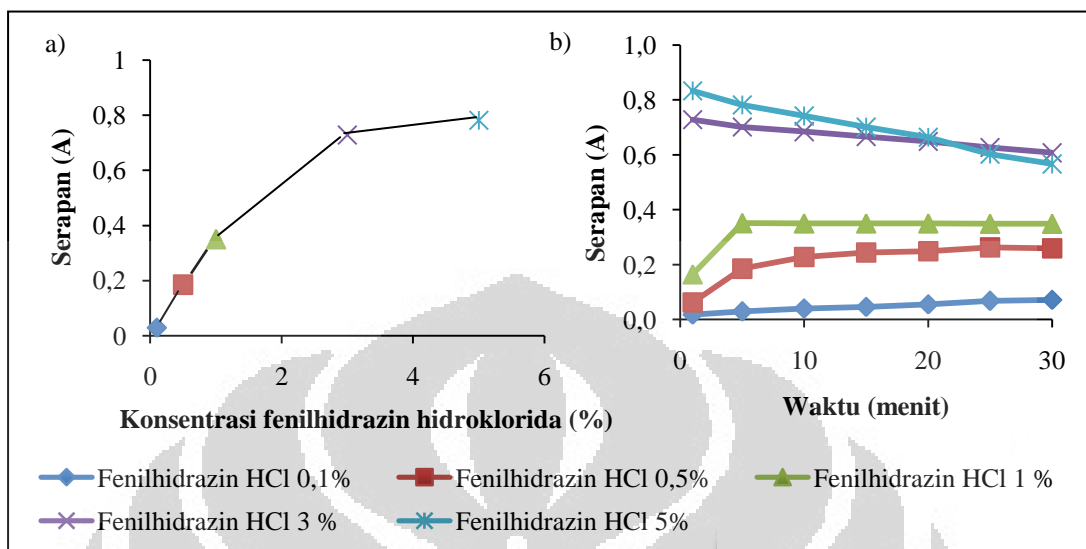 a)
1
0.8
0.6
0.4
0.2
0
0 2 4 6
Serapan (A)
Konsentrasi fenilhidrazin hidroklorida (%)
b)
1,0
0,8
0,6
0,4
0,2
0,0
0 10 20 30
Serapan (A)
Waktu (menit)
Fenilhidrazin HCl 0,1%
Fenilhidrazin HCl 0,5%
Fenilhidrazin HCl 1 %
Fenilhidrazin HCl 3 %
Fenilhidrazin HCl 5%